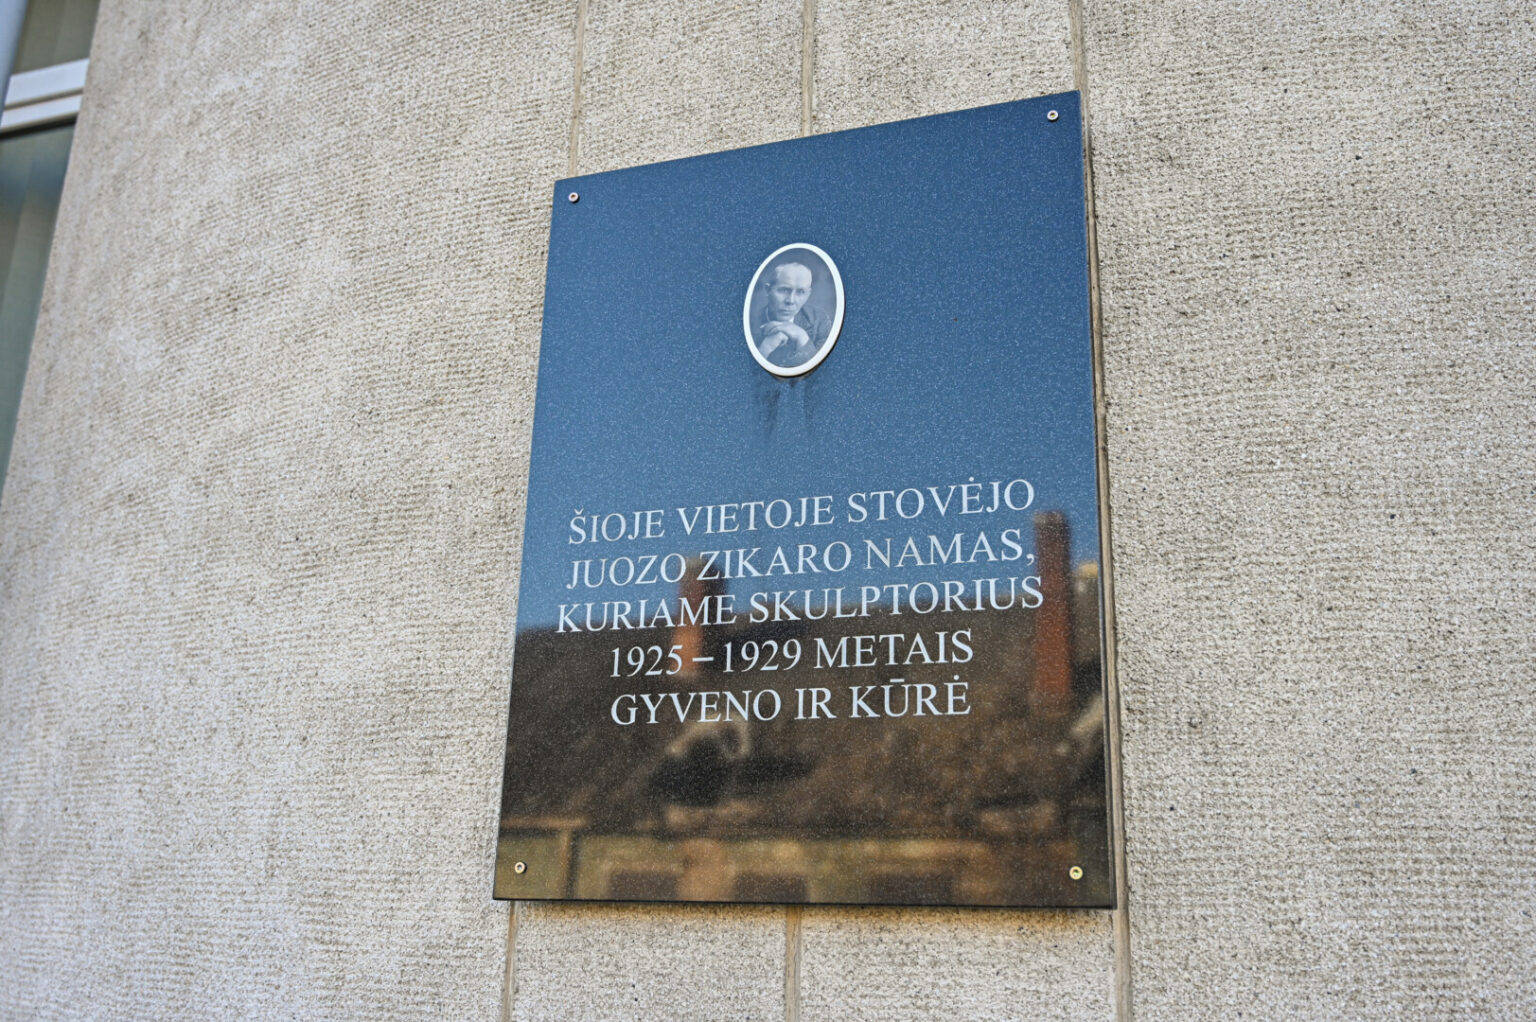 ŠIOJE VIETOJE STOVĖJO
JUOZO ZIKARO NAMAS,
KURIAME SKULPTORIUS
1925 – 1929 METAIS
GYVENO IR KŪRĖ